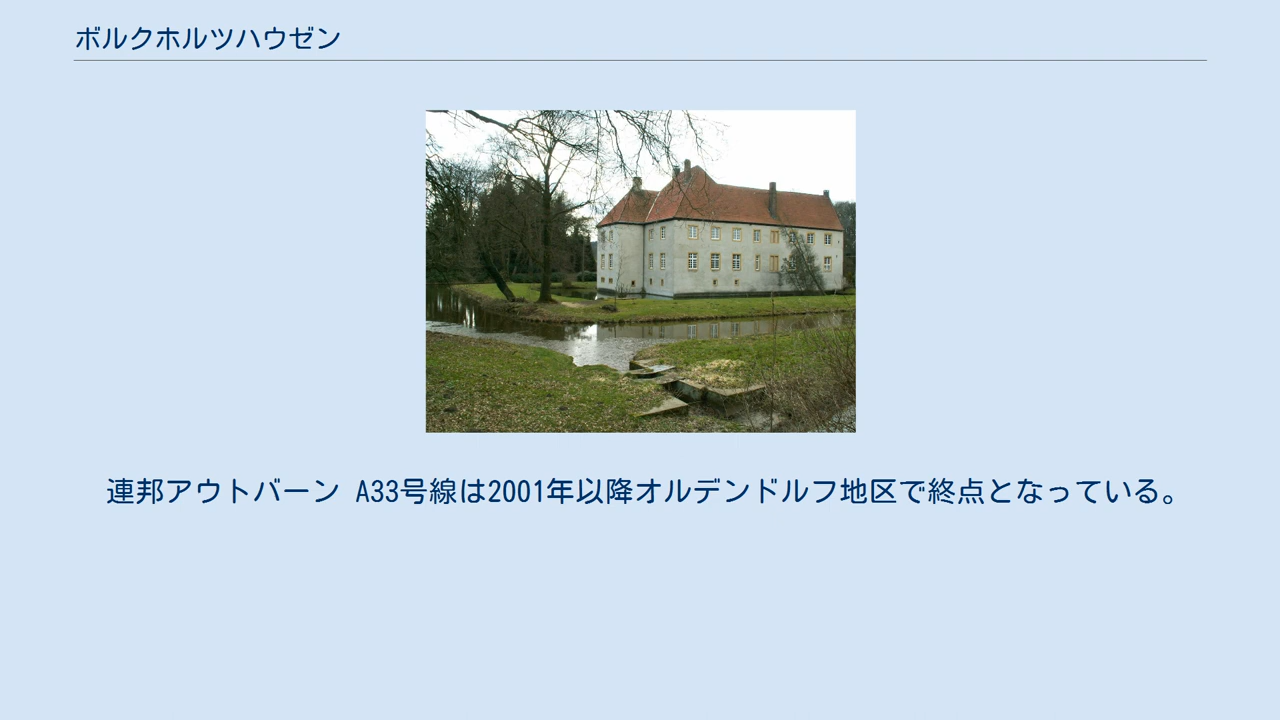 ボルクホルツハウゼン
連邦アウトバーン A33号線は2001年以降オルデンドルフ地区で終点となっている。